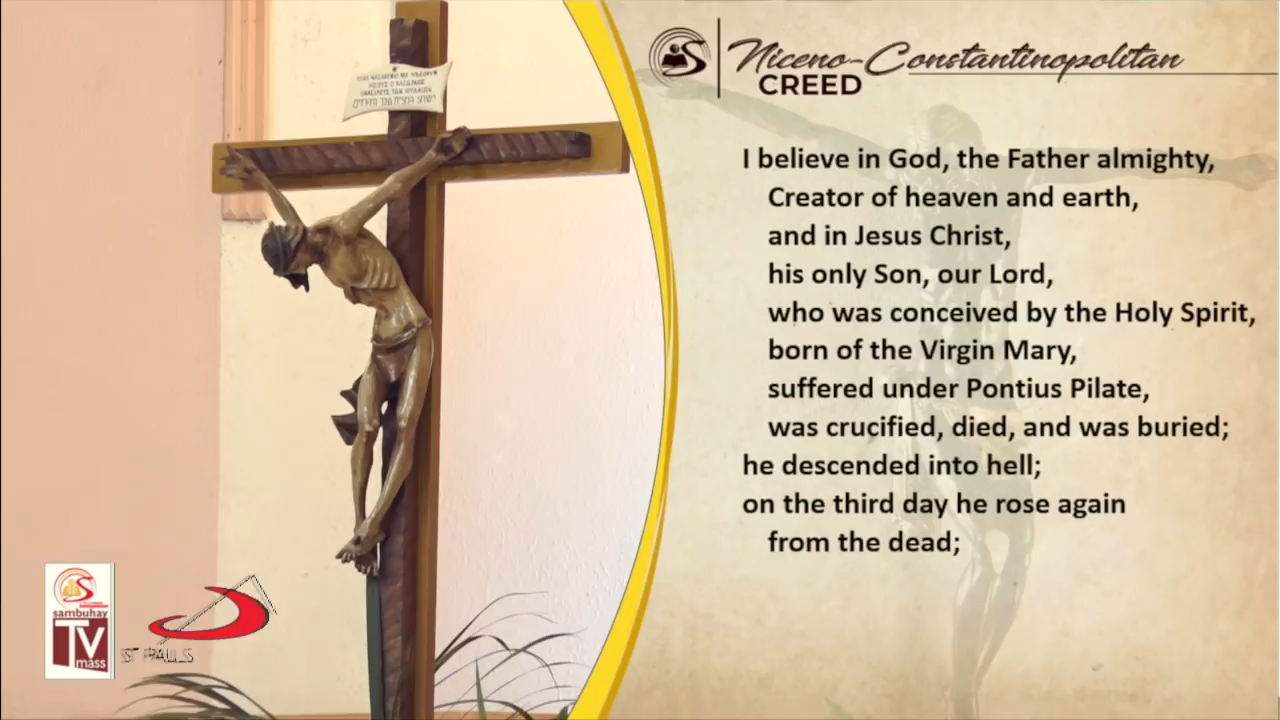 Niceno-Constantinopolitan
CREED
I believe in God, the Father almighty,
Creator of heaven and earth,
and in Jesus Christ,
his only Son, our Lord,
who was conceived by the Holy Spirit,
born of the Virgin Mary,
suffered under Pontius Pilate,
was crucified, died, and was buried;
he descended into hell;
on the third day he rose again
from the dead;
sambuhay
TV
mass
ST PAULS